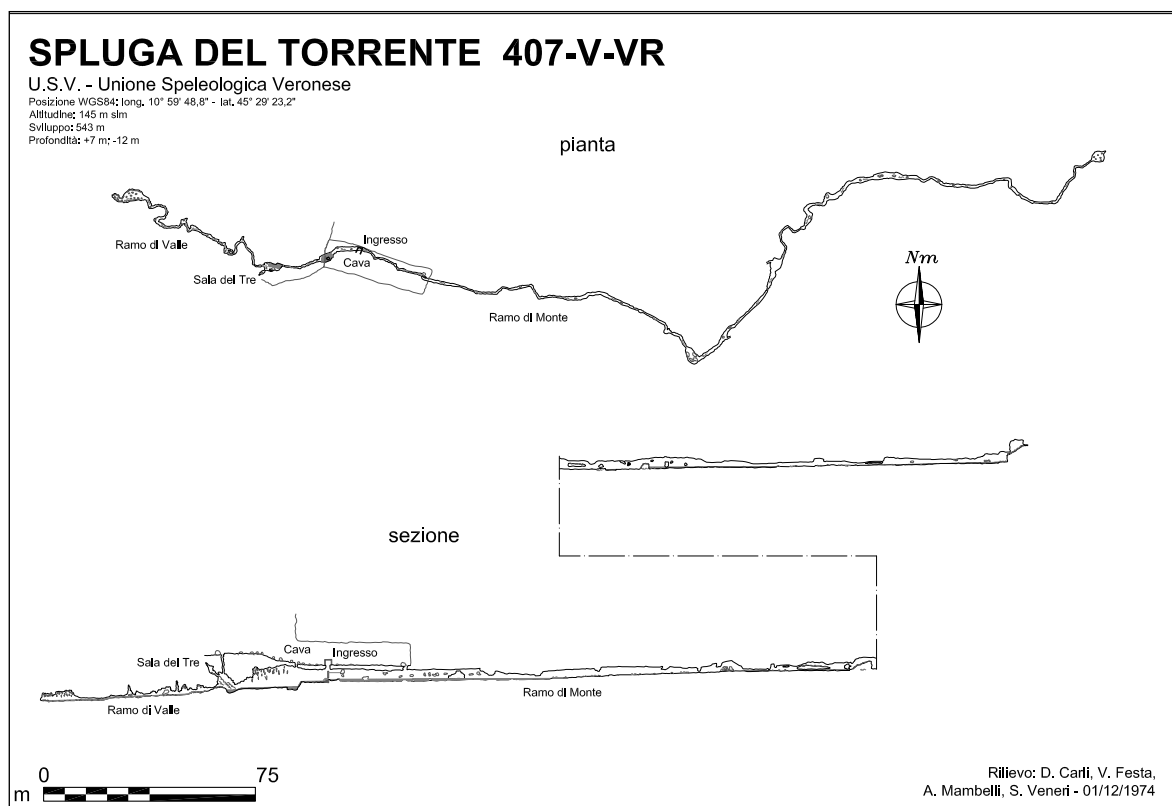 SPLUGA DEL TORRENTE 407-V-VR
U.S.V. - Unione Speleologica Veronese
Posizione WGS84: long. 10° 59' 48,8" - lat. 45° 29' 23,2"
Altitudine: 145 m slm
Sviluppo: 543 m
Profondità: +7 m; -12 m
pianta
Ramo di Valle
Ingresso
Cava
Sala del Tre
Ramo di Monte
Nm
sezione
Cava
Ingresso
Sala del Tre
Ramo di Monte
Ramo di Valle
0 75
m
Rilievo: D. Carli, V. Festa,
A. Mambelli, S. Veneri - 01/12/1974